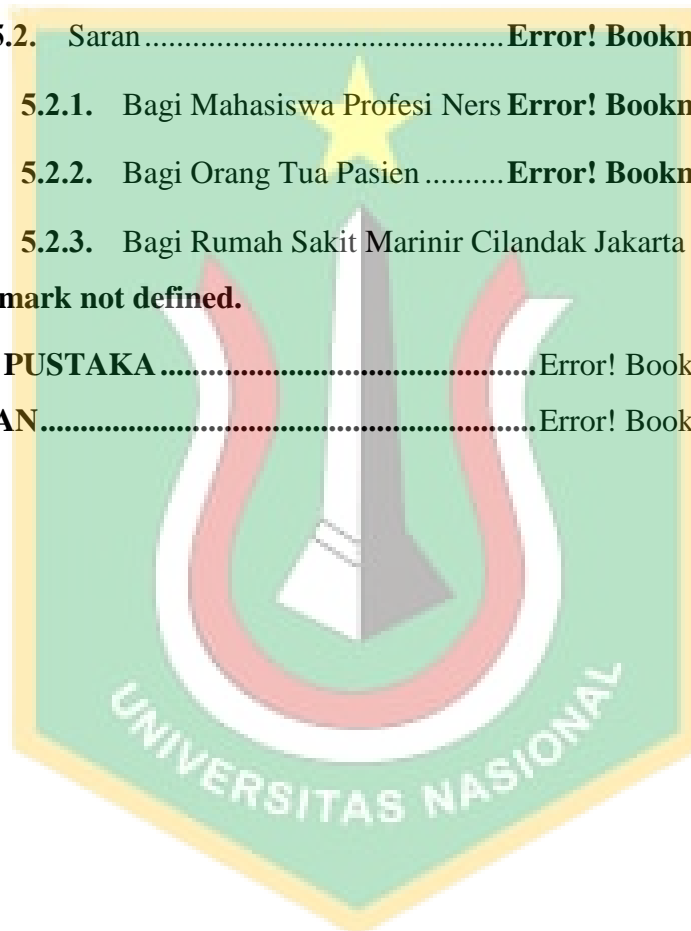 5.2. Saran..............................................Error! Bookm
5.2.1. Bagi Mahasiswa Profesi Ners Error! Bookm
5.2.2. Bagi Orang Tua Pasien ..........Error! Bookm
5.2.3. Bagi Rumah Sakit Marinir Cilandak Jakarta
mark not defined.
PUSTAKA................................................Error! Book
AN...............................................................Error! Book
UNIVERSITAS NASIONAL